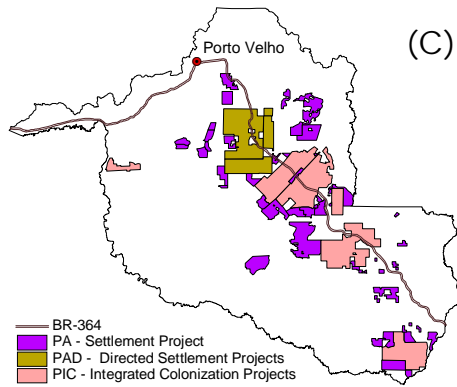 (C)
Porto Velho
BR-364
PA - Settlement Project
PAD - Directed Settlement Projects
PIC - Integrated Colonization Projects